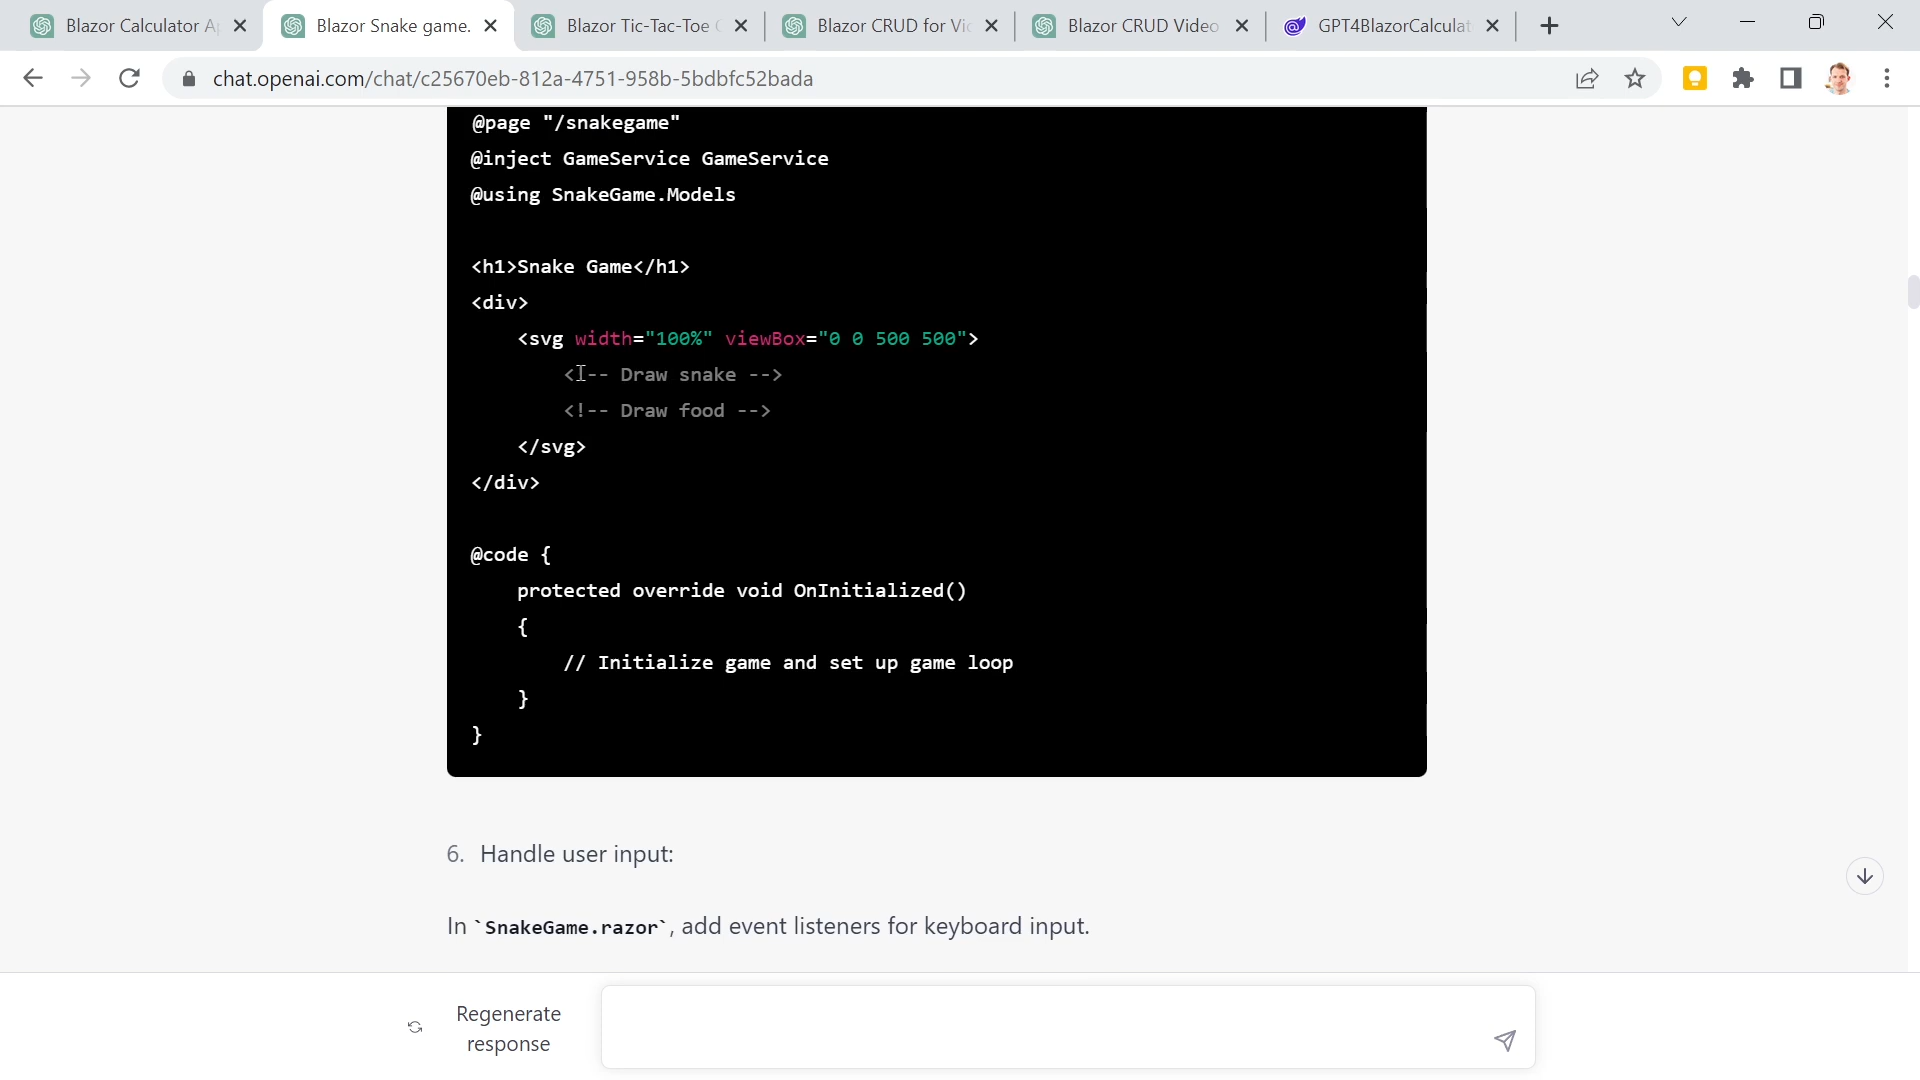 Blazor Calculator A
Blazor Snake game.
Blazor Tic-Tac-Toe
Blazor CRUD for Vi
Blazor CRUD Video
GPT4BlazorCalculat
chat.openai.com/chat/c25670eb-812a-4751-958b-5bdbfc52bada
@page "/snakegame"
@inject GameService GameService
@using SnakeGame.Models
<h1>Snake Game</h1>
<div>
<svg width="100%" viewBox="0 0 500 500">
<!-- Draw snake -->
<!-- Draw food -->
</svg>
</div>
@code {
protected override void OnInitialized()
{
// Initialize game and set up game loop
}
}
6. Handle user input:
In `SnakeGame.razor`, add event listeners for keyboard input.
Regenerate
response